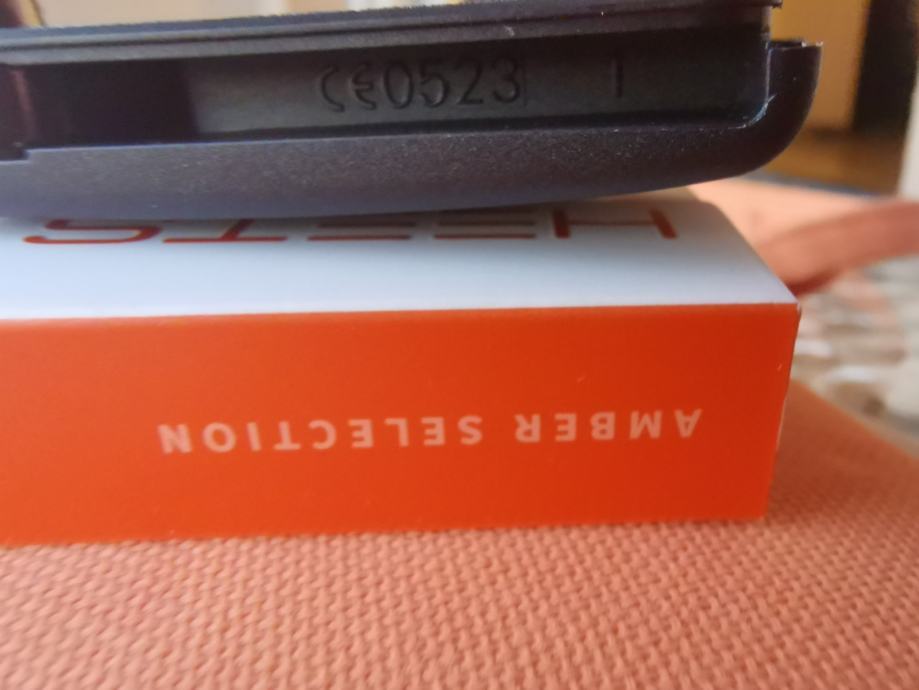 CE0523
HEETS
AMBER SELECTION